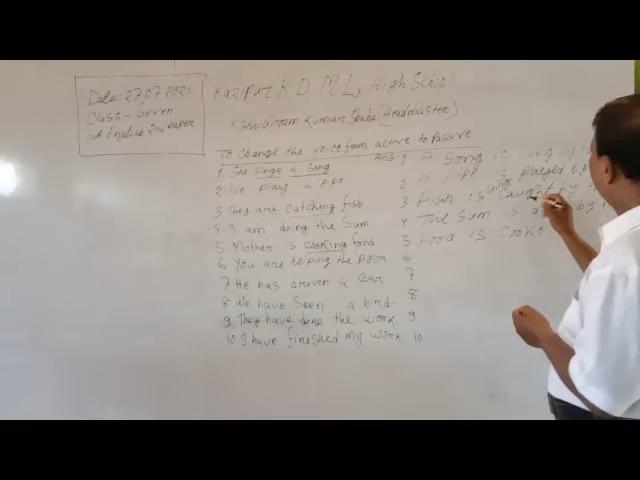 Date: 27.07.2021
Class - Seven
English 2nd paper
Kazipur K D M L High School
Kumar Shaha (Headmaster)
To Change the voice from active to Passive
1 She sings a song
2 We play a pipe
3 They are catching fish
4 I am doing the Sum
5 Mother is cooking food
6 You are helping the poor
7 He has driven a car
8 We have Seen a bird.
9 They have done the work.
10 I have finished my work.
Ans: 1 A Song is
2 A pipe is played by
3 Fish is being caught by
4 The Sum is
5 Food is
6
7
8
9
10